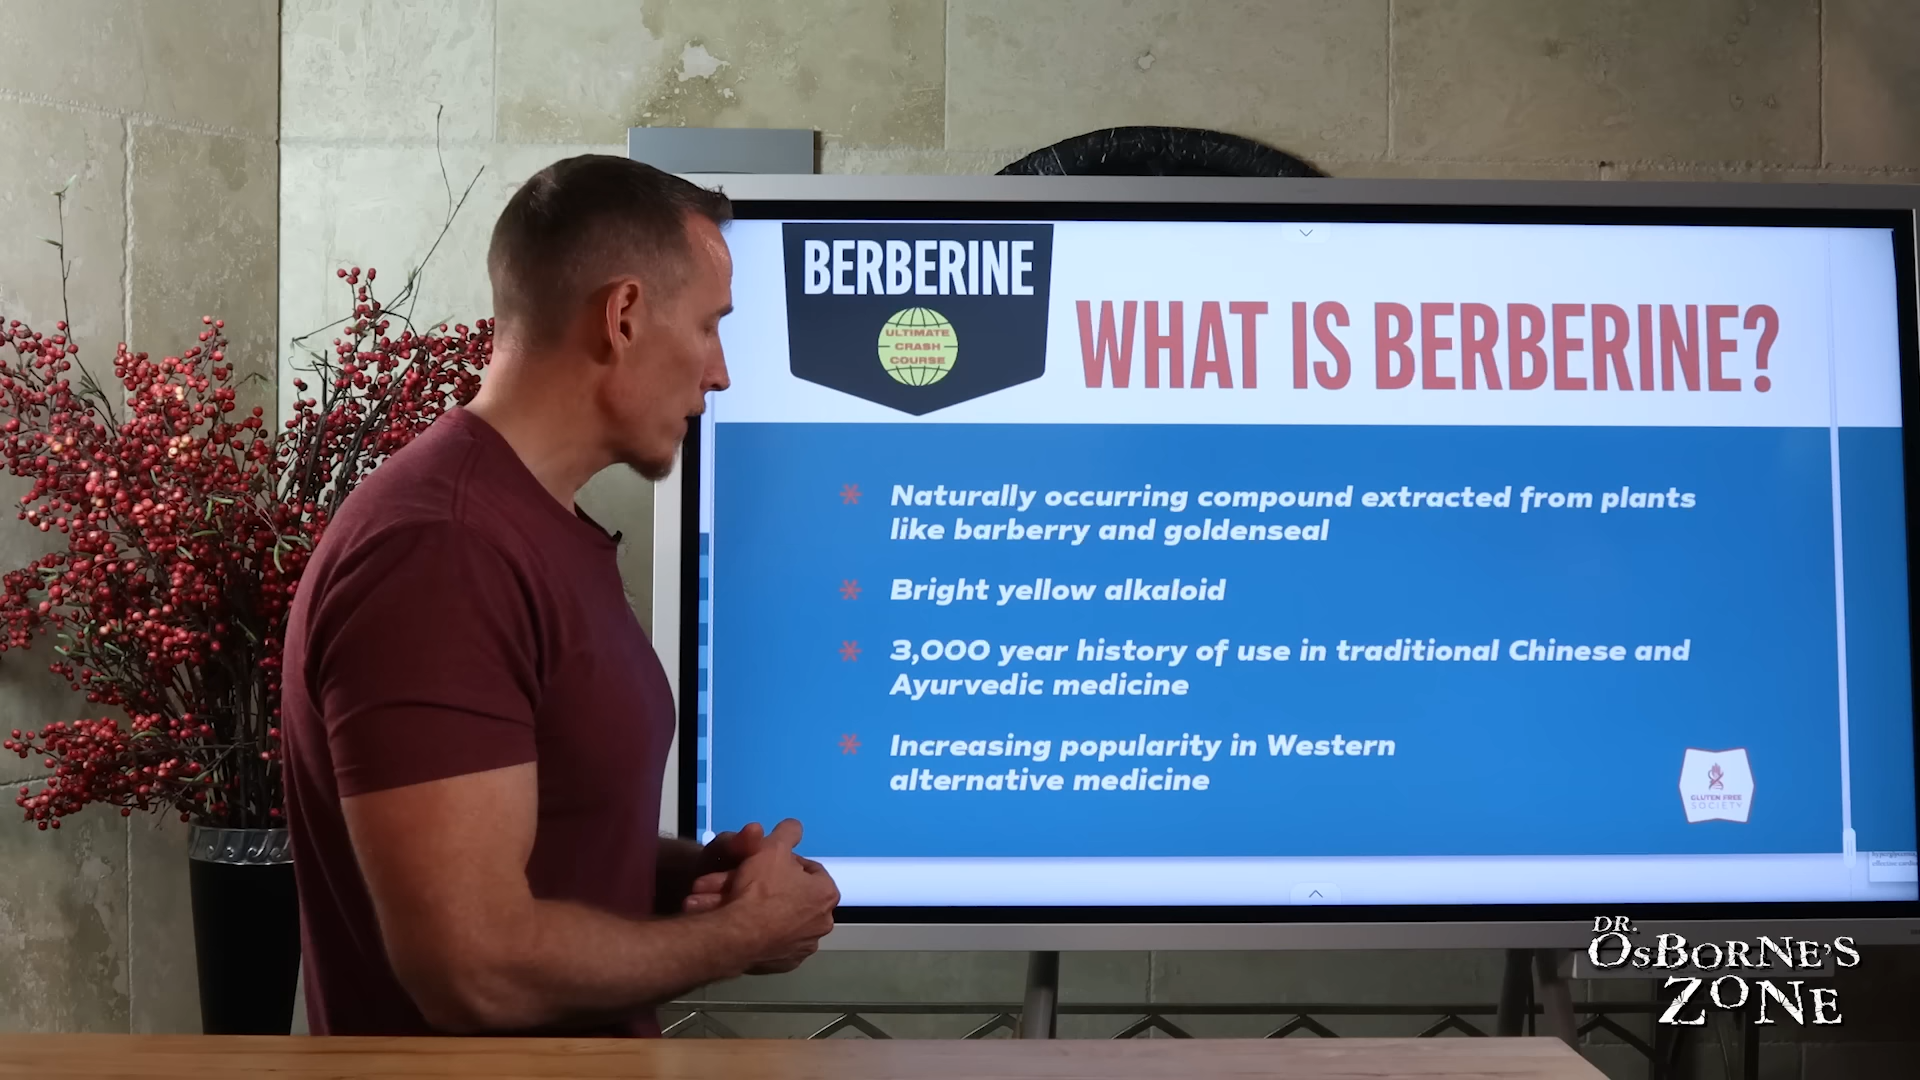 BERBERINE
ULTIMATE
CRASH
COURSE
WHAT IS BERBERINE?
* Naturally occurring compound extracted from plants
like barberry and goldenseal
* Bright yellow alkaloid
* 3,000 year history of use in traditional Chinese and
Ayurvedic medicine
* Increasing popularity in Western
alternative medicine
GLUTEN FREE
SOCIETY
DR.
OSBORNE'S
ZONE